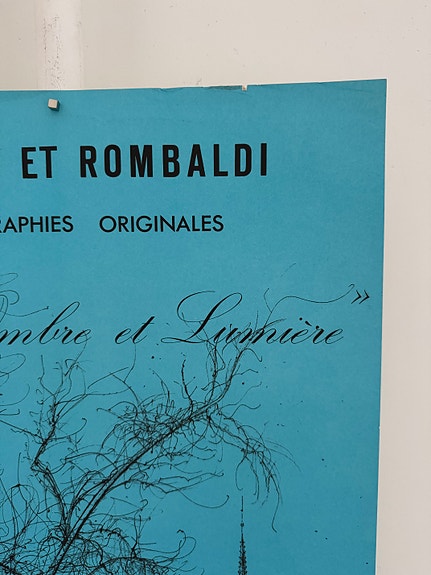 ET ROMBALDI
RAPHIES ORIGINALES
mbre et Lumière »